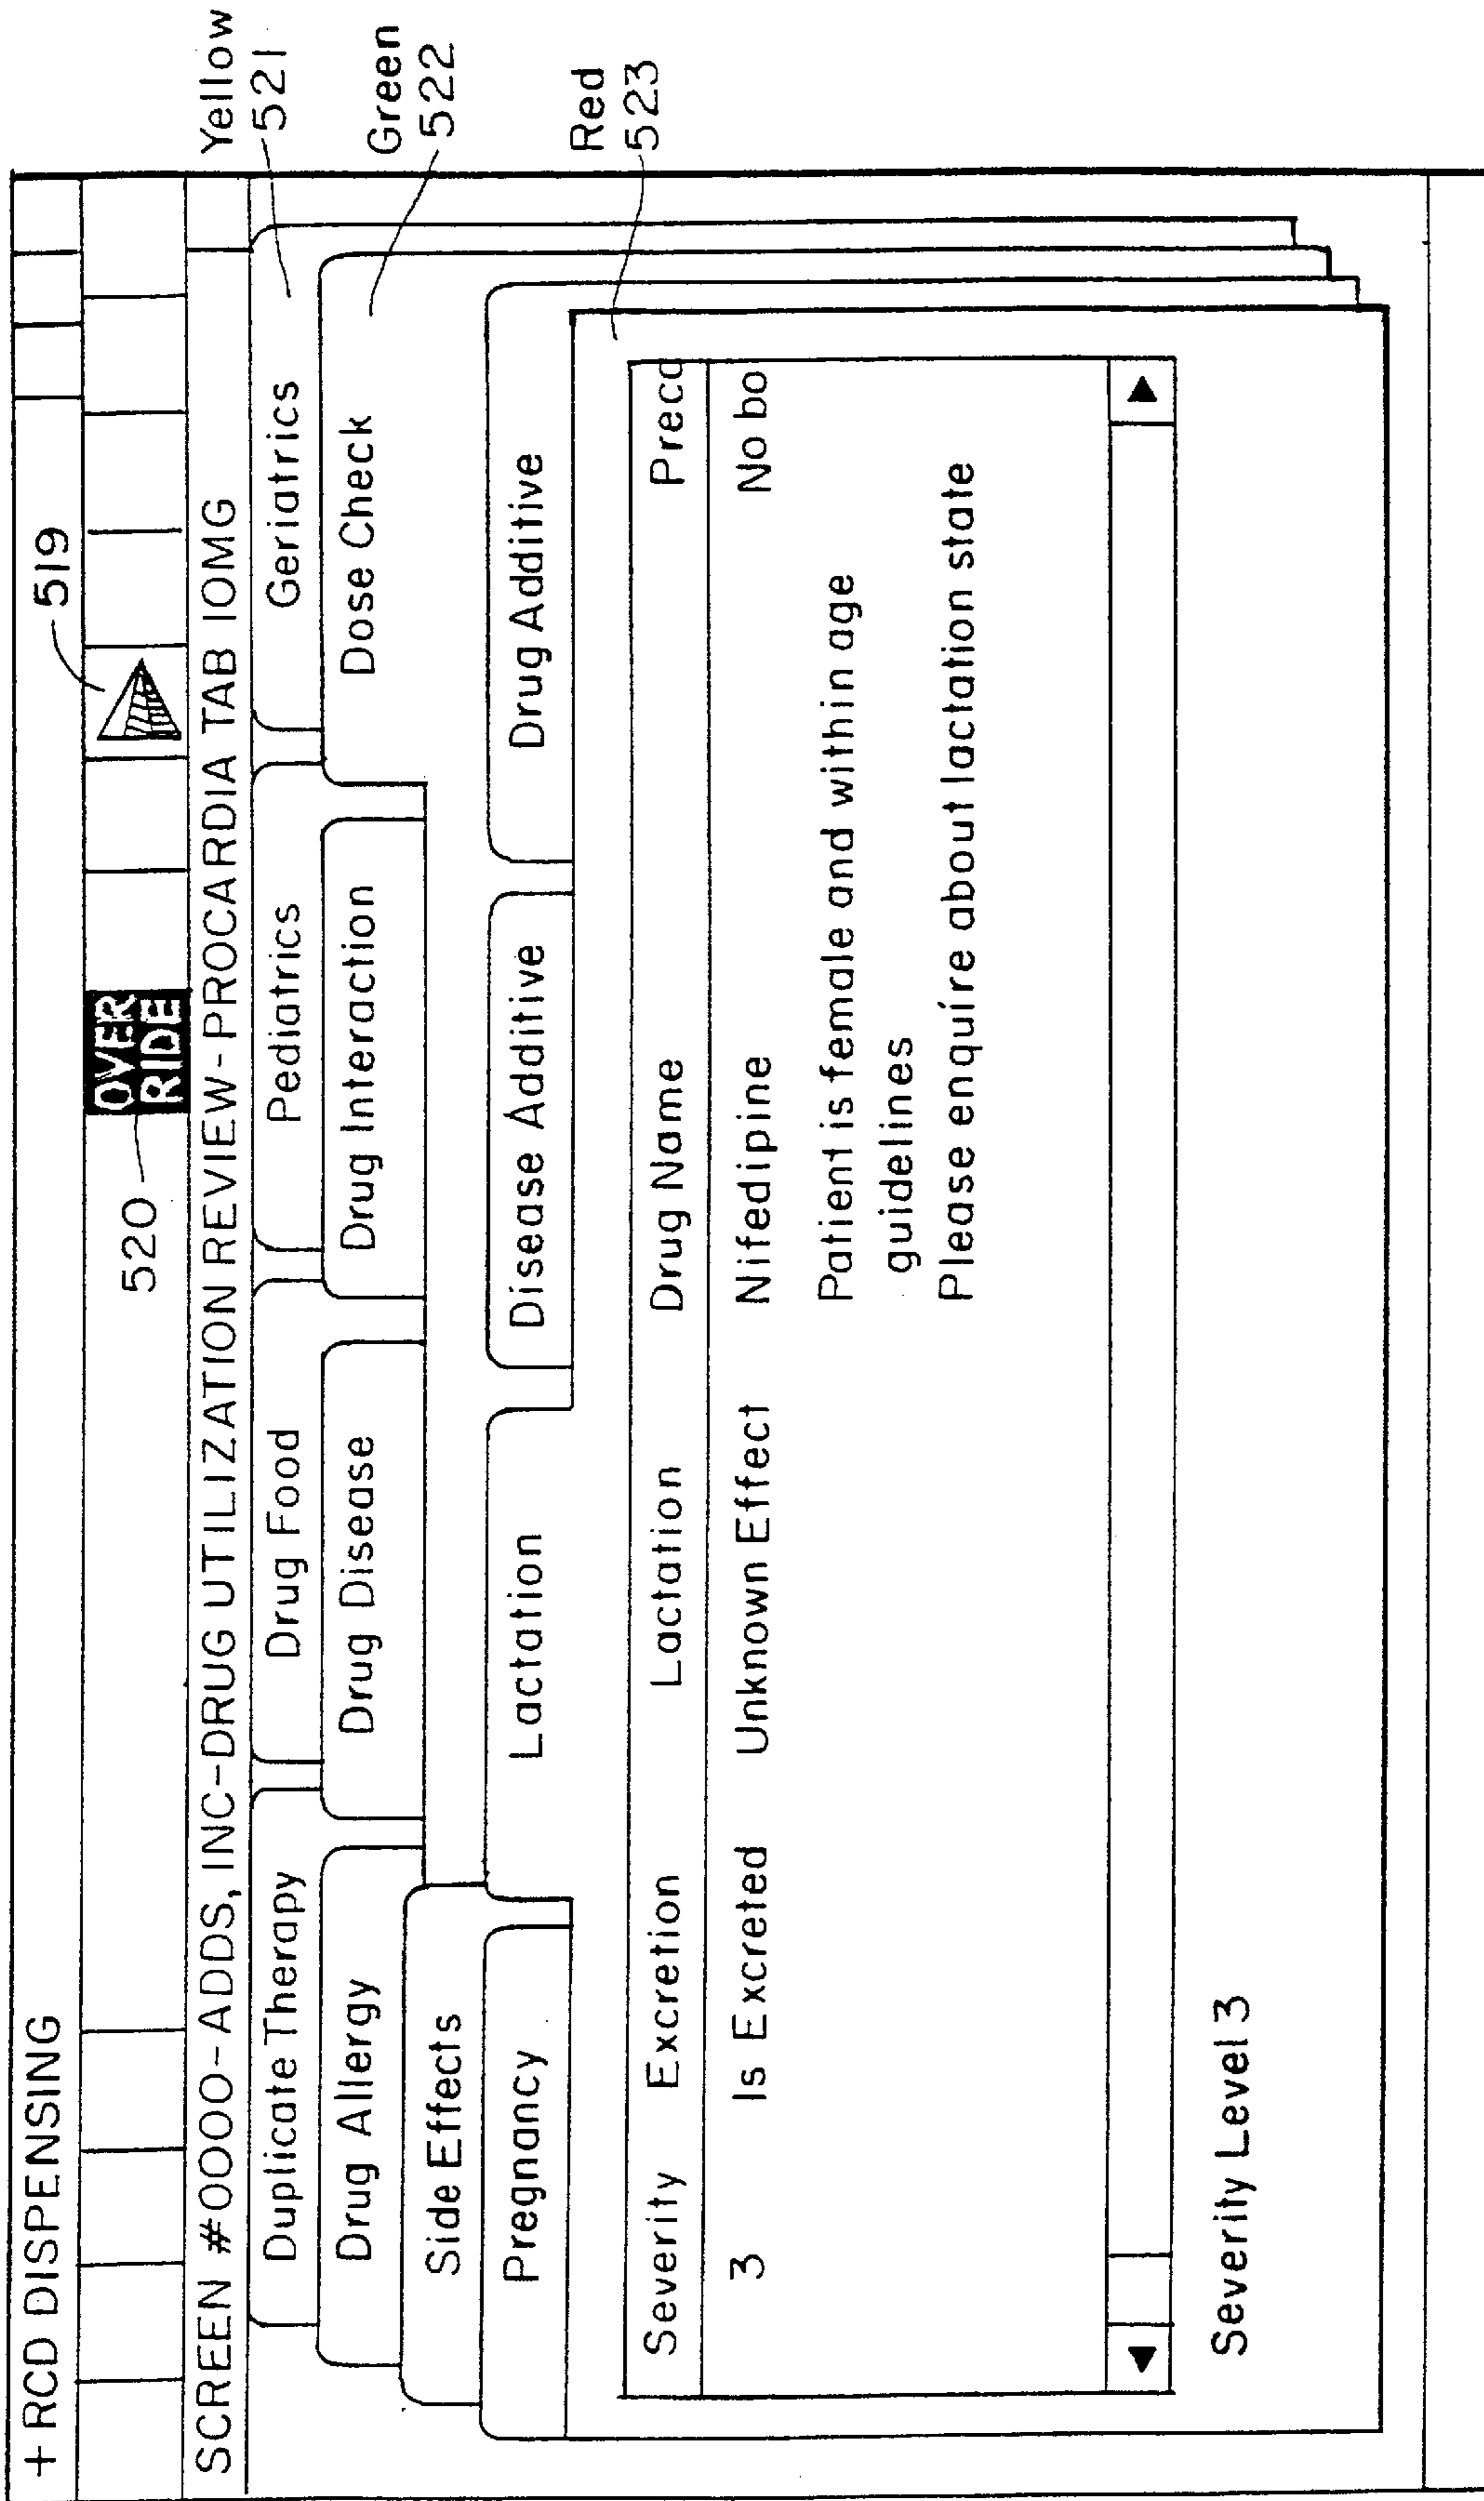 + RCD DISPENSING
519
520
OVER
RIDE
SCREEN #0000-ADDS, INC-DRUG UTILIZATION REVIEW-PROCARDIA TAB 10MG
Yellow
521
Duplicate Therapy Drug Food Pediatrics Geriatrics
Green
522
Drug Allergy Drug Disease Drug Interaction Dose Check
Side Effects
Red
523
Pregnancy Lactation Disease Additive Drug Additive
Severity Excretion Lactation Drug Name Preco
3 Is Excreted Unknown Effect Nifedipine No bo
Patient is female and within age
guidelines
Please enquire about lactation state
Severity Level 3